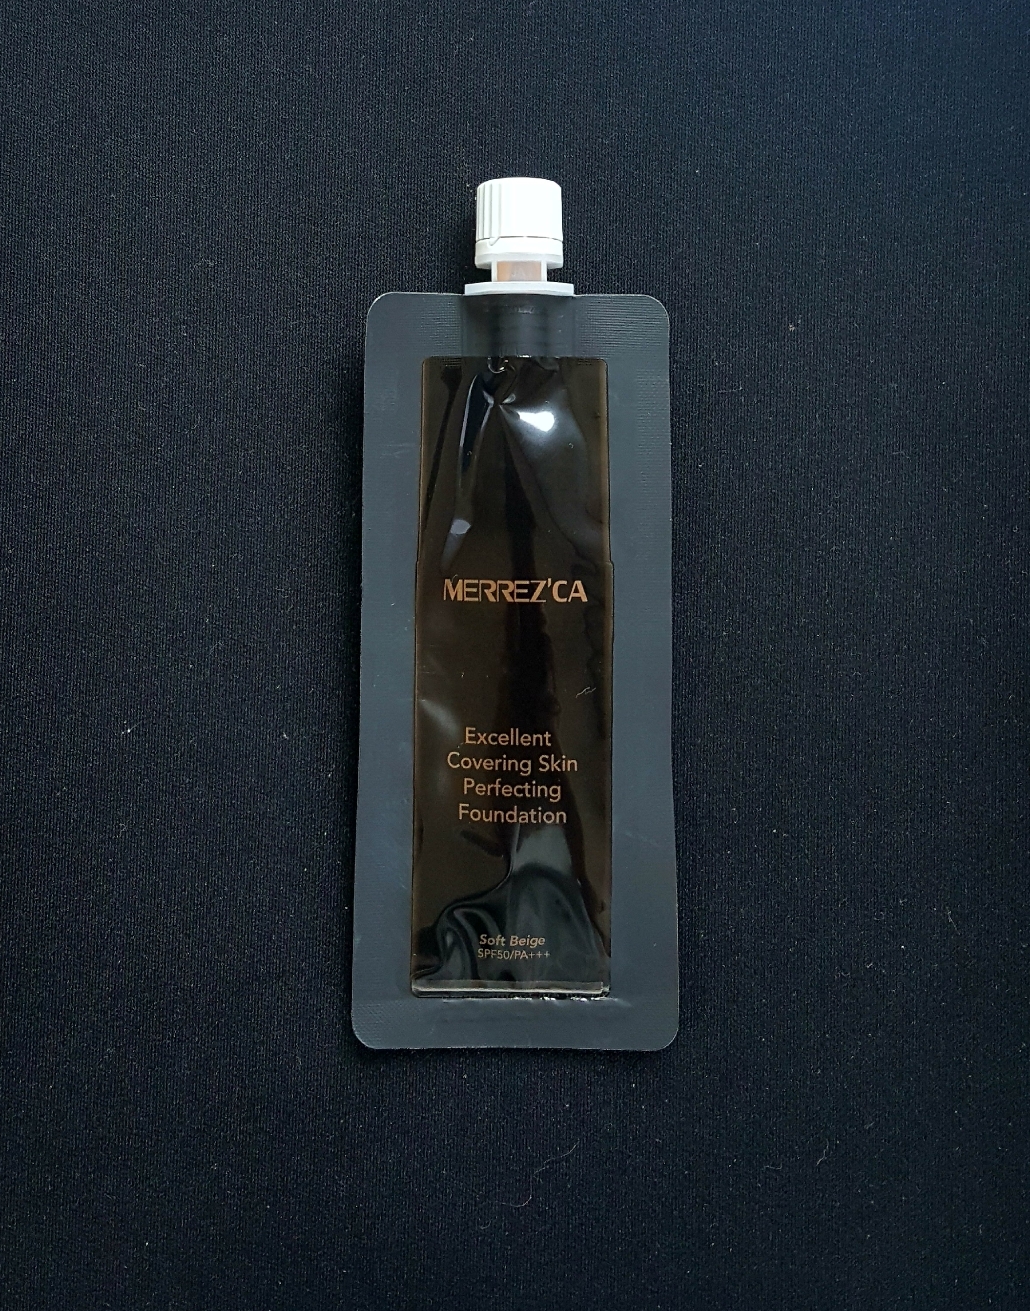 MERREZ'CA
Excellent
Covering Skin
Perfecting
Foundation
Soft Beige
SPF50/PA+++